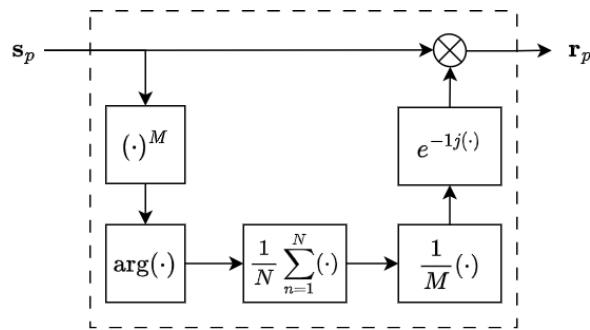 s_p
r_p
(·)^M
e^{-1j(·)}
arg(·)
\frac{1}{N} \sum_{n=1}^{N} (·)
\frac{1}{M} (·)